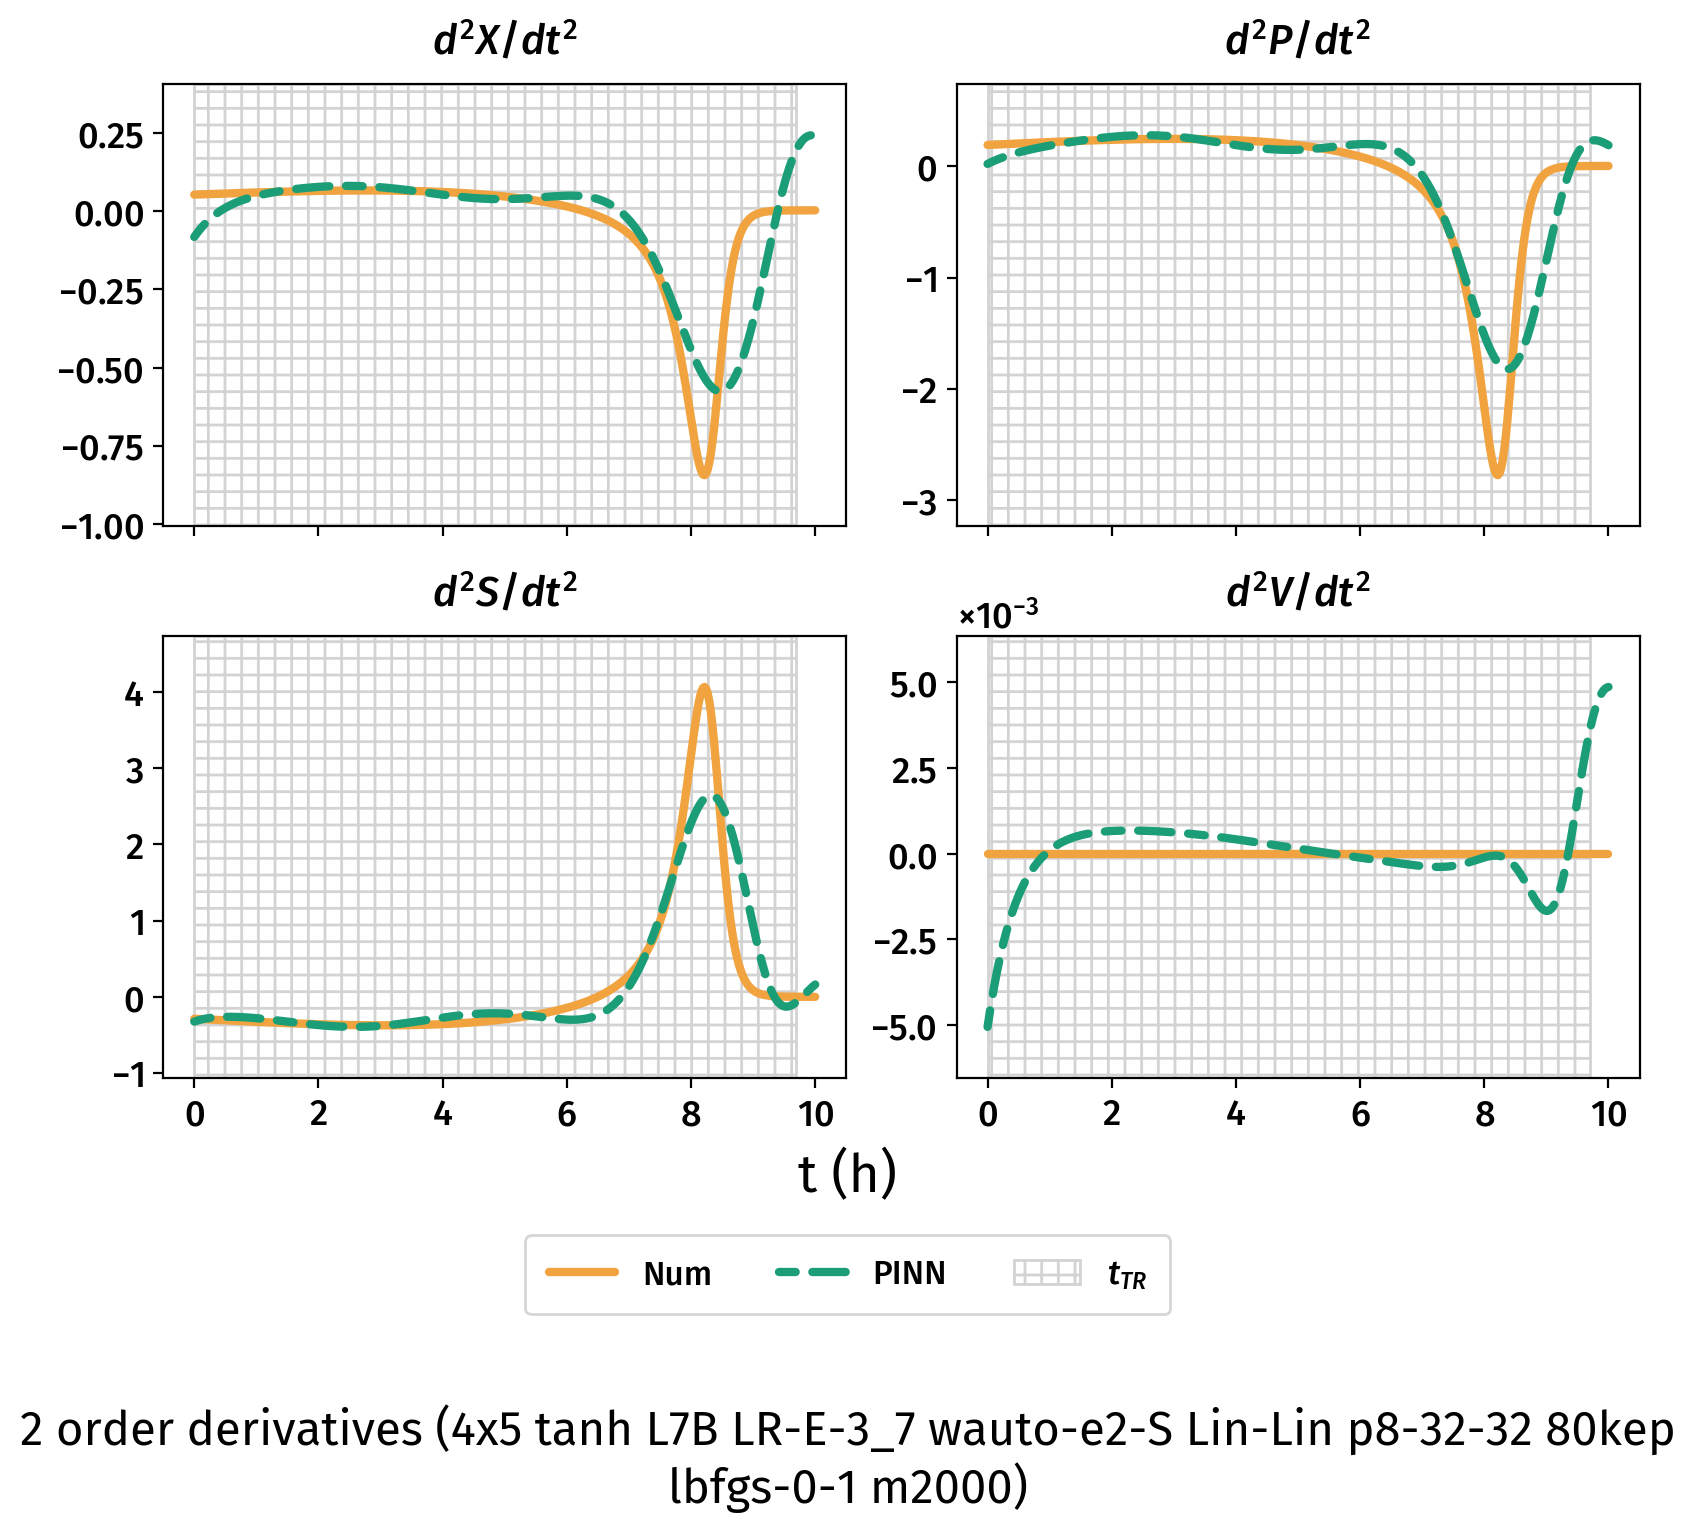 d²X/dt²
d²P/dt²
0.25
0.00
−0.25
−0.50
−0.75
−1.00
0
−1
−2
−3
d²S/dt²
d²V/dt²
×10⁻³
4
3
2
1
0
−1
5.0
2.5
0.0
−2.5
−5.0
0 2 4 6 8 10
0 2 4 6 8 10
t (h)
Num PINN t_TR
2 order derivatives (4x5 tanh L7B LR-E-3_7 wauto-e2-S Lin-Lin p8-32-32 80kep
lbfgs-0-1 m2000)